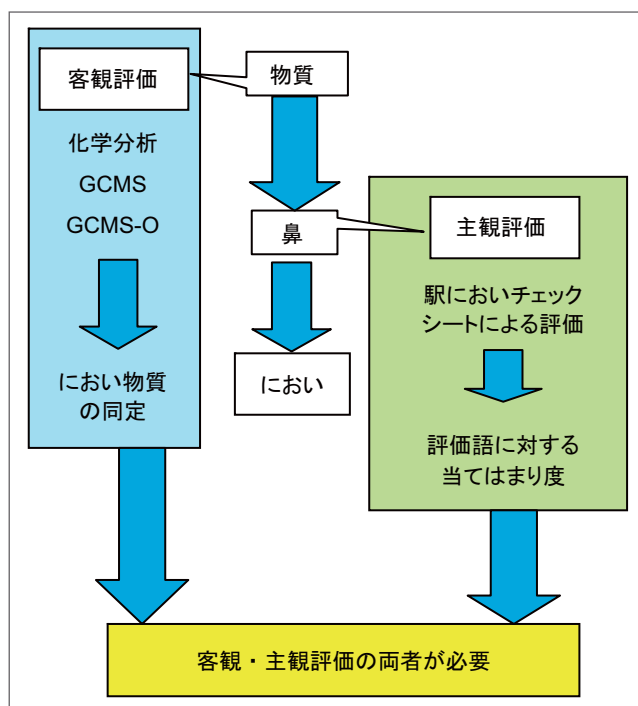 客観評価
化学分析
GCMS
GCMS-O
におい物質
の同定
物質
鼻
におい
主観評価
駅においチェック
シートによる評価
評価語に対する
当てはまり度
客観・主観評価の両者が必要